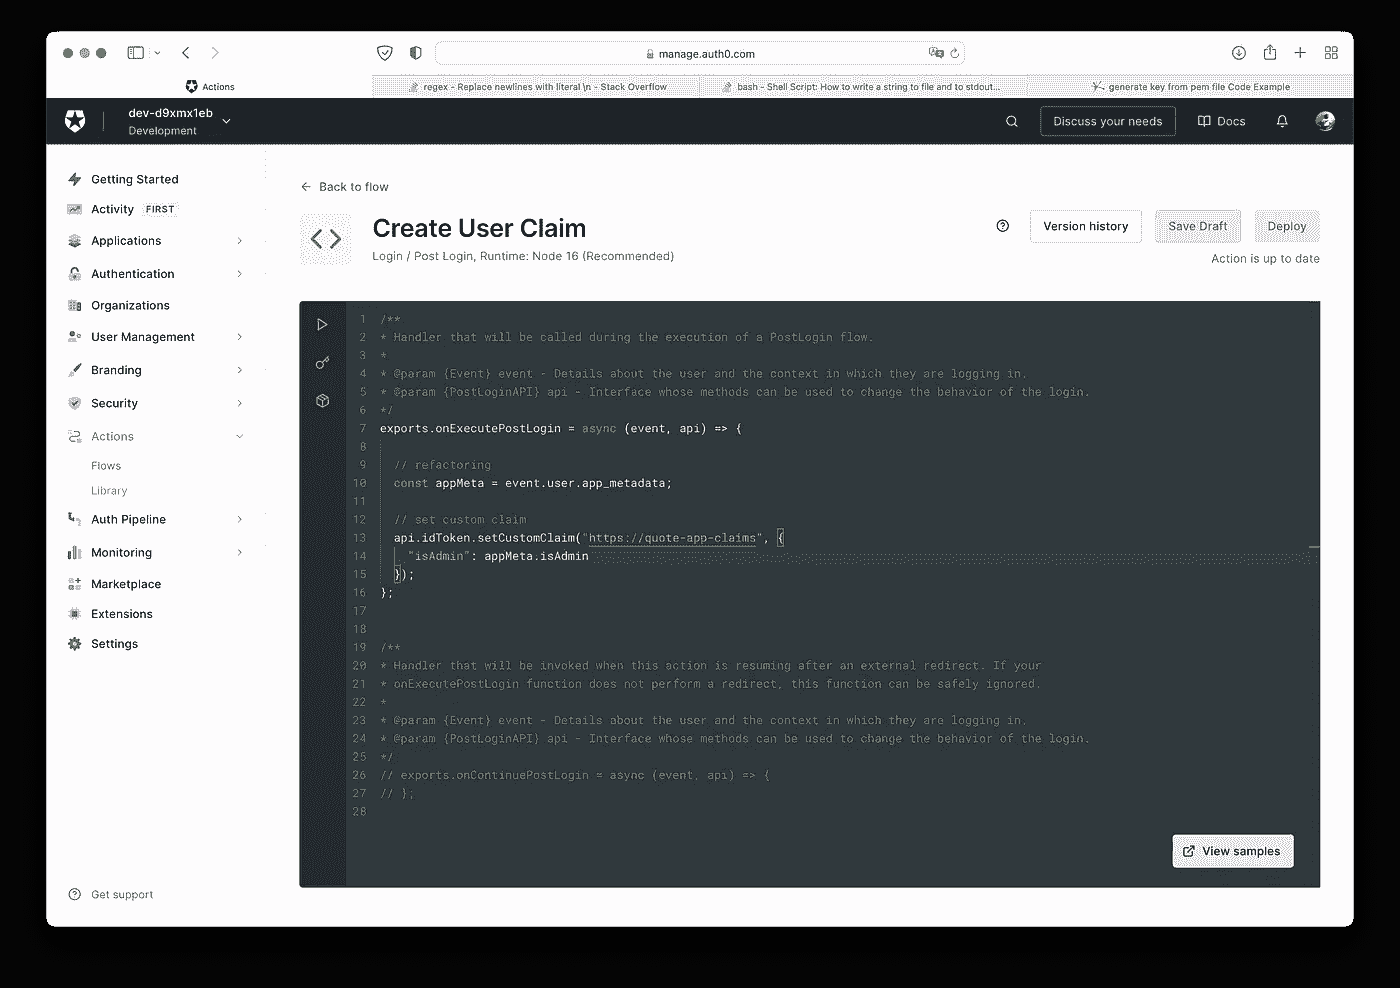 manage.auth0.com
Actions
regex - Replace newlines with literal \n - Stack Overflow
bash - Shell Script: How to write a string to file and to stdout...
generate key from pem file Code Example
dev-d9xmx1eb
Development
Discuss your needs
Docs
Getting Started
Activity FIRST
Applications
Authentication
Organizations
User Management
Branding
Security
Actions
Flows
Library
Auth Pipeline
Monitoring
Marketplace
Extensions
Settings
Get support
Back to flow
Create User Claim
Login / Post Login, Runtime: Node 16 (Recommended)
Version history
Save Draft
Deploy
Action is up to date
1 /**
2 * Handler that will be called during the execution of a PostLogin flow.
3 *
4 * @param {Event} event - Details about the user and the context in which they are logging in.
5 * @param {PostLoginAPI} api - Interface whose methods can be used to change the behavior of the login.
6 */
7 exports.onExecutePostLogin = async (event, api) => {
8
9 // refactoring
10 const appMeta = event.user.app_metadata;
11
12 // set custom claim
13 api.idToken.setCustomClaim("https://quote-app-claims", {
14 "isAdmin": appMeta.isAdmin
15 });
16 };
17
18
19 /**
20 * Handler that will be invoked when this action is resuming after an external redirect. If your
21 * onExecutePostLogin function does not perform a redirect, this function can be safely ignored.
22 *
23 * @param {Event} event - Details about the user and the context in which they are logging in.
24 * @param {PostLoginAPI} api - Interface whose methods can be used to change the behavior of the login.
25 */
26 // exports.onContinuePostLogin = async (event, api) => {
27 // };
28
View samples